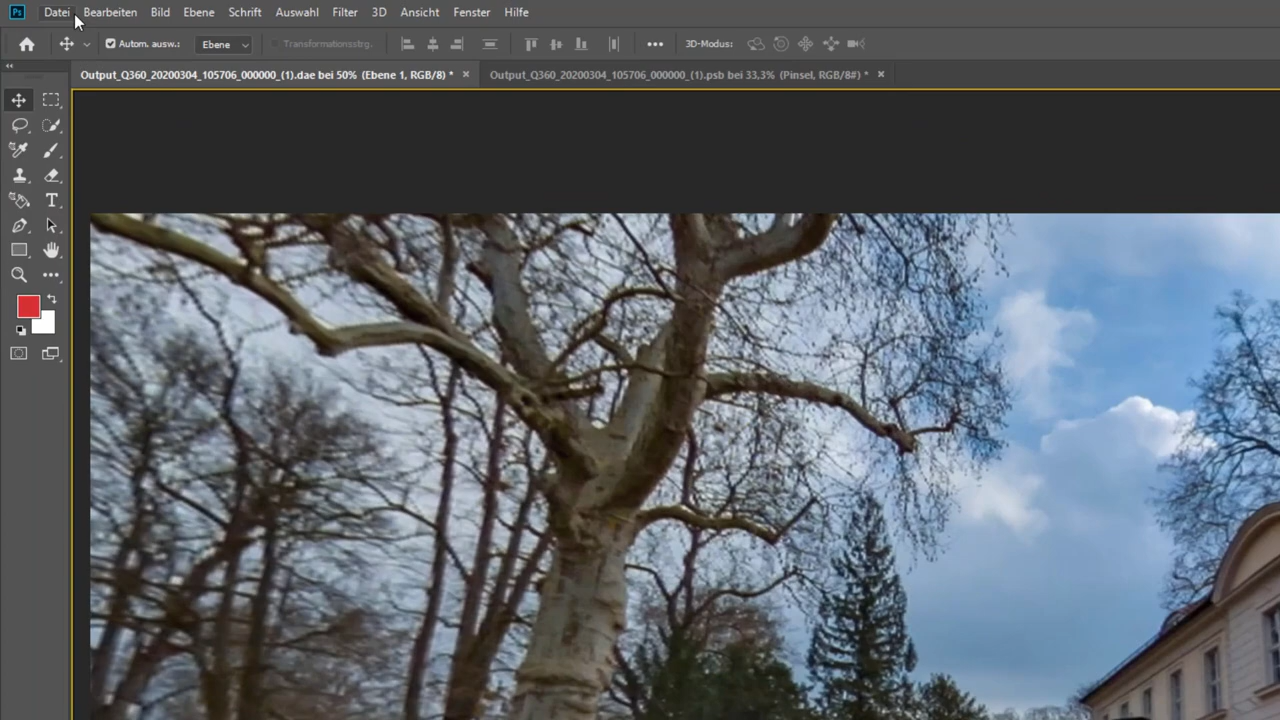 Ps Datei Bearbeiten Bild Ebene Schrift Auswahl Filter 3D Ansicht Fenster Hilfe
Autom. ausw.: Ebene Transformationsstrg. 3D-Modus:
Output_Q360_20200304_105706_000000_(1).dae bei 50% (Ebene 1, RGB/8) * Output_Q360_20200304_105706_000000_(1).psb bei 33,3% (Pinsel, RGB/8#) *